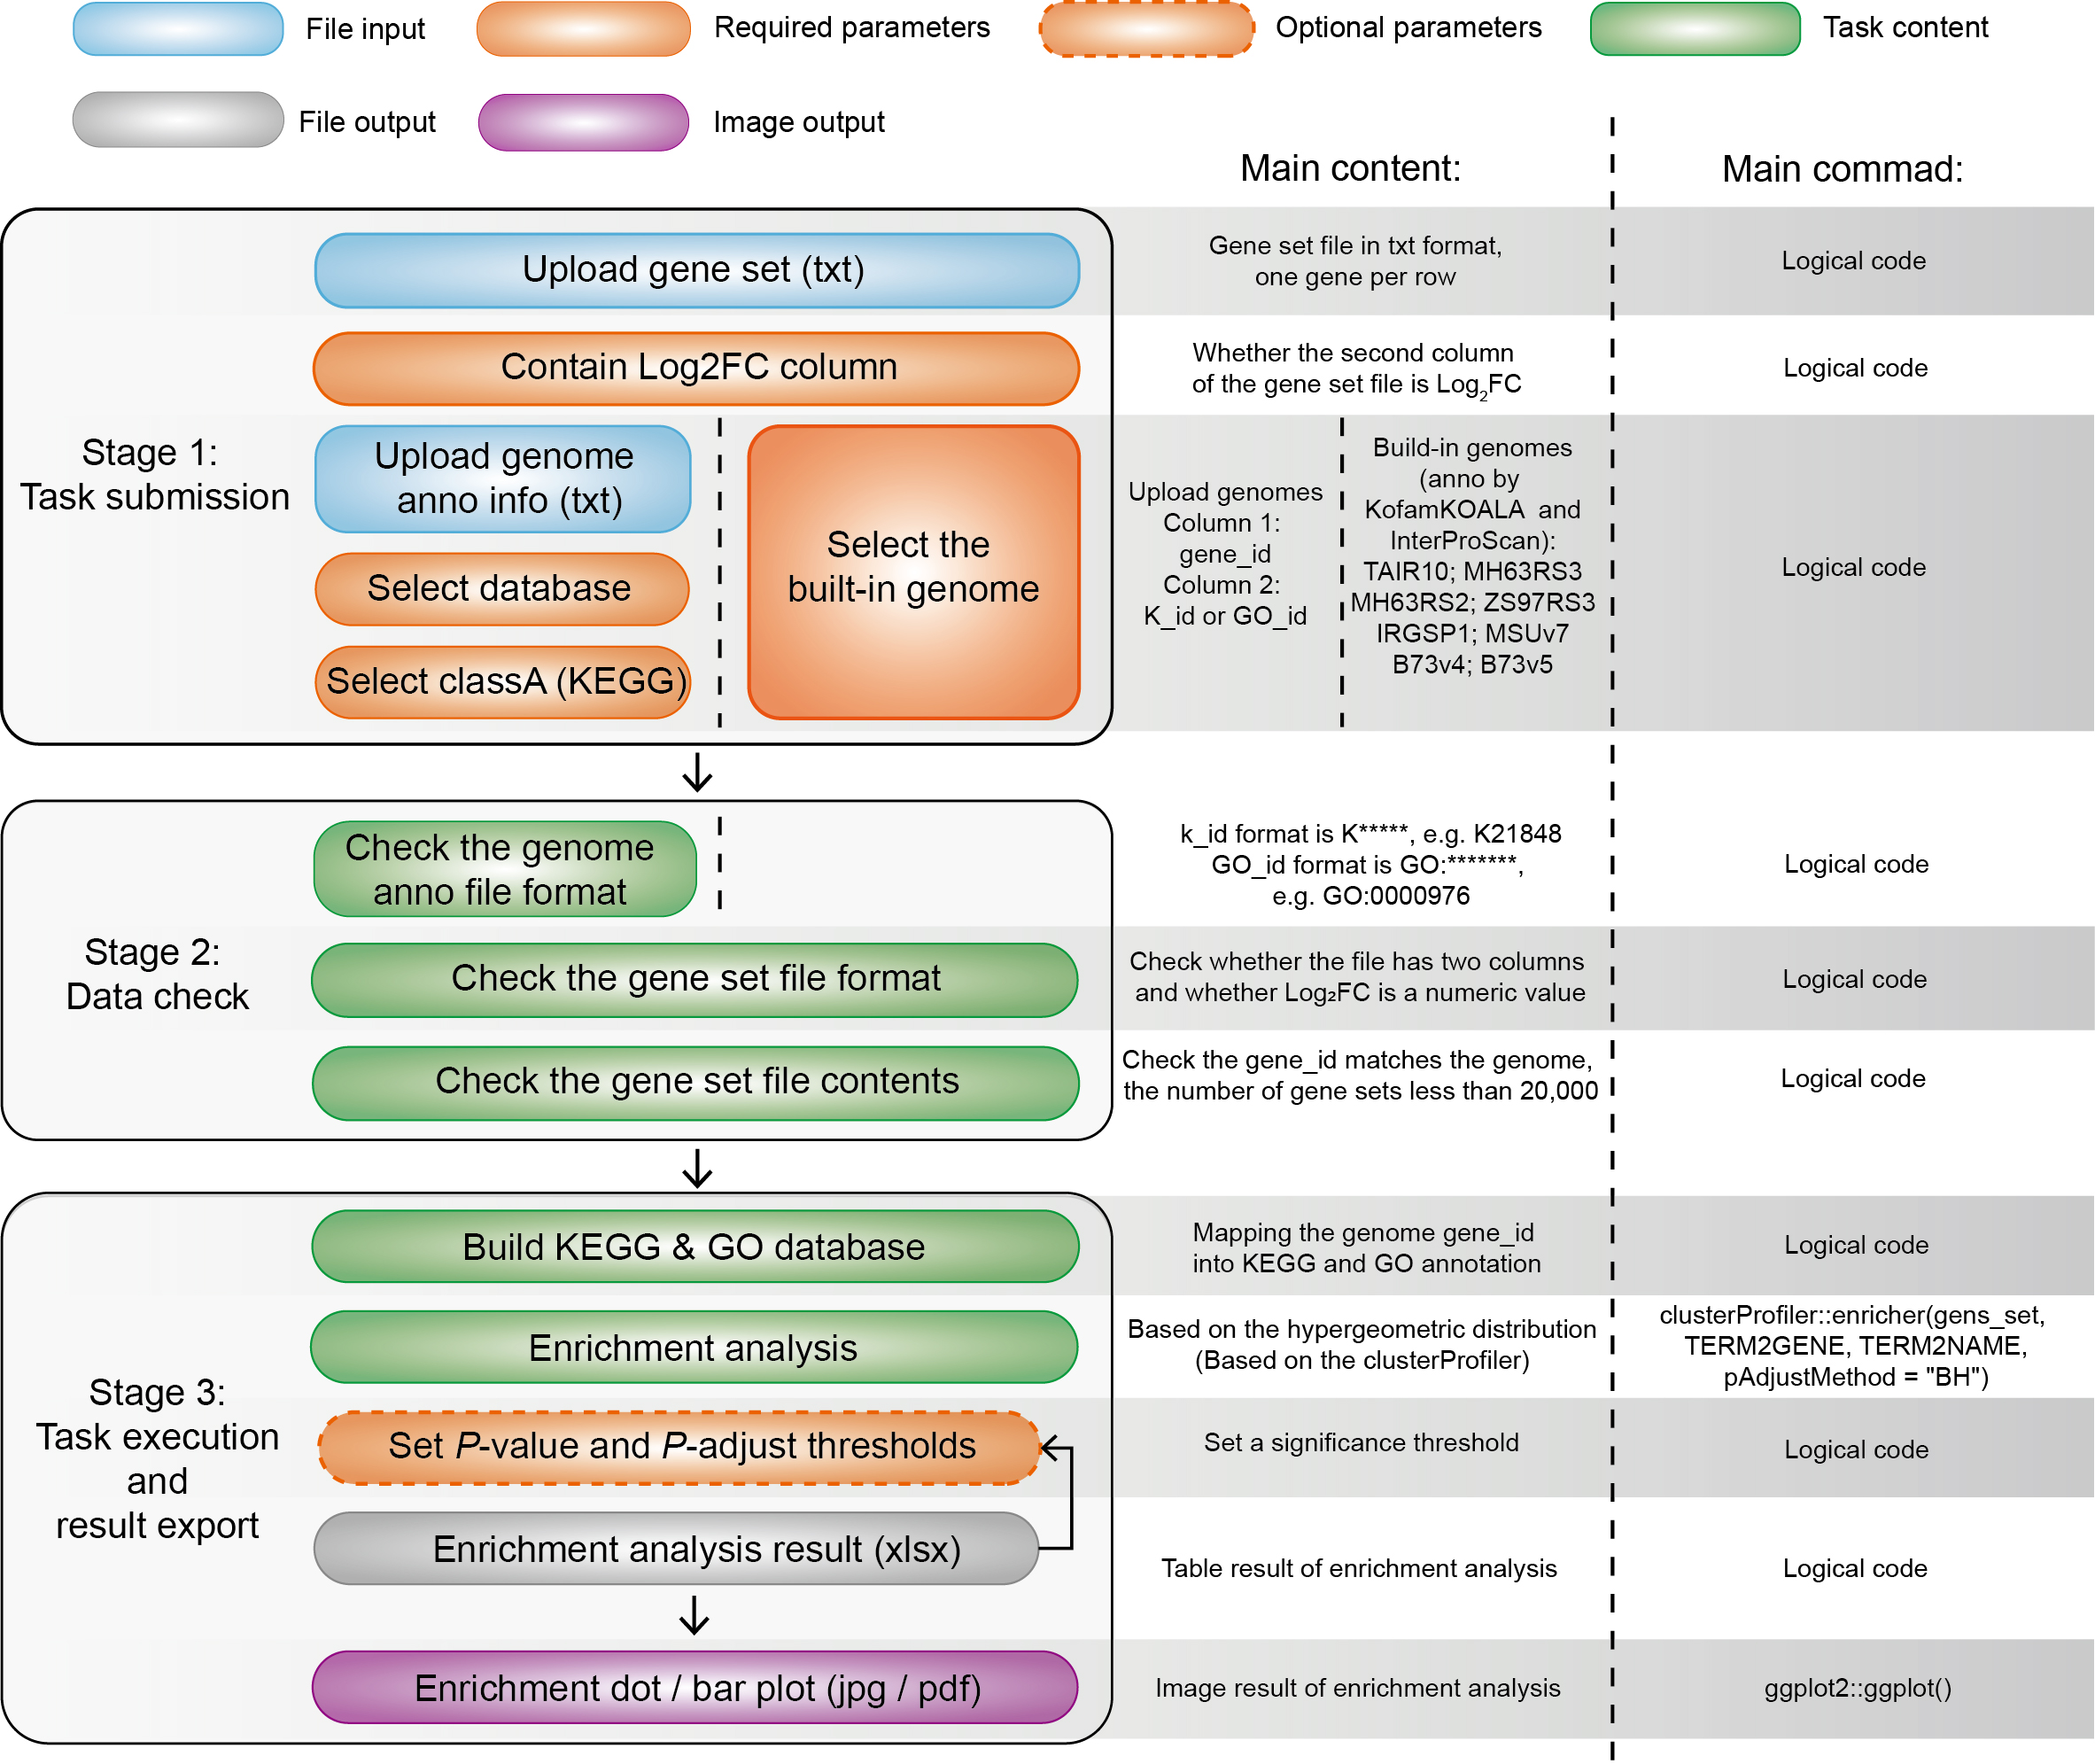 File input
Required parameters
Optional parameters
Task content
File output
Image output
Main content:
Main commad:
Stage 1:
Task submission
Upload gene set (txt)
Gene set file in txt format,
one gene per row
Logical code
Contain Log2FC column
Whether the second column
of the gene set file is Log₂FC
Logical code
Upload genome
anno info (txt)
Select database
Select classA (KEGG)
Select the
built-in genome
Upload genomes
Column 1:
gene_id
Column 2:
K_id or GO_id
Build-in genomes
(anno by
KofamKOALA and
InterProScan):
TAIR10; MH63RS3
MH63RS2; ZS97RS3
IRGSP1; MSUv7
B73v4; B73v5
Logical code
Stage 2:
Data check
Check the genome
anno file format
k_id format is K*****, e.g. K21848
GO_id format is GO:*******,
e.g. GO:0000976
Logical code
Check the gene set file format
Check whether the file has two columns
and whether Log₂FC is a numeric value
Logical code
Check the gene set file contents
Check the gene_id matches the genome,
the number of gene sets less than 20,000
Logical code
Stage 3:
Task execution
and
result export
Build KEGG & GO database
Mapping the genome gene_id
into KEGG and GO annotation
Logical code
Enrichment analysis
Based on the hypergeometric distribution
(Based on the clusterProfiler)
clusterProfiler::enricher(gens_set,
TERM2GENE, TERM2NAME,
pAdjustMethod = "BH")
Set P-value and P-adjust thresholds
Set a significance threshold
Logical code
Enrichment analysis result (xlsx)
Table result of enrichment analysis
Logical code
Enrichment dot / bar plot (jpg / pdf)
Image result of enrichment analysis
ggplot2::ggplot()